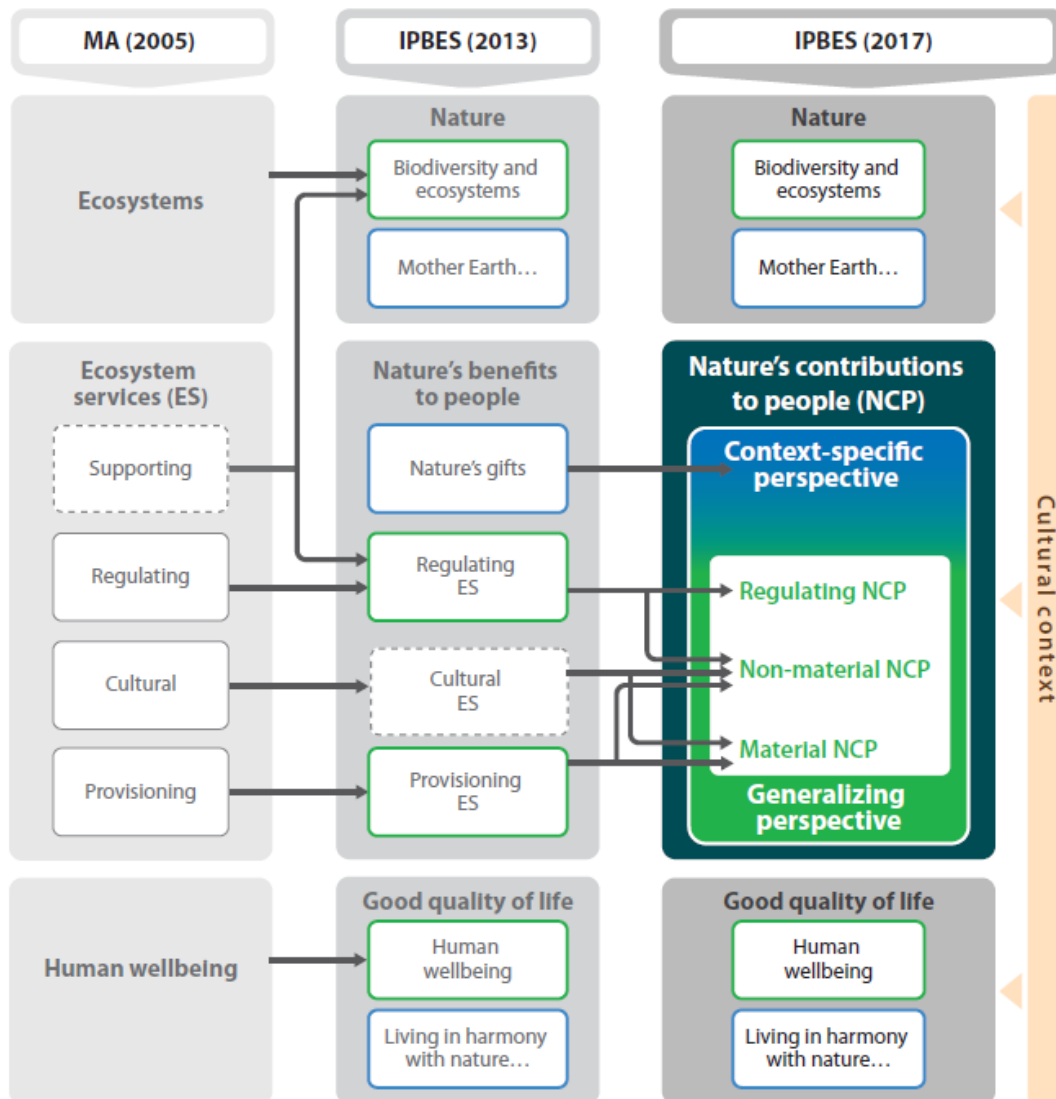 MA (2005)
IPBES (2013)
IPBES (2017)
Ecosystems
Nature
Biodiversity and
ecosystems
Mother Earth…
Nature
Biodiversity and
ecosystems
Mother Earth…
Ecosystem
services (ES)
Supporting
Regulating
Cultural
Provisioning
Nature’s benefits
to people
Nature’s gifts
Regulating
ES
Cultural
ES
Provisioning
ES
Nature’s contributions
to people (NCP)
Context-specific
perspective
Regulating NCP
Non-material NCP
Material NCP
Generalizing
perspective
Human wellbeing
Good quality of life
Human
wellbeing
Living in harmony
with nature…
Good quality of life
Human
wellbeing
Living in harmony
with nature…
Cultural context